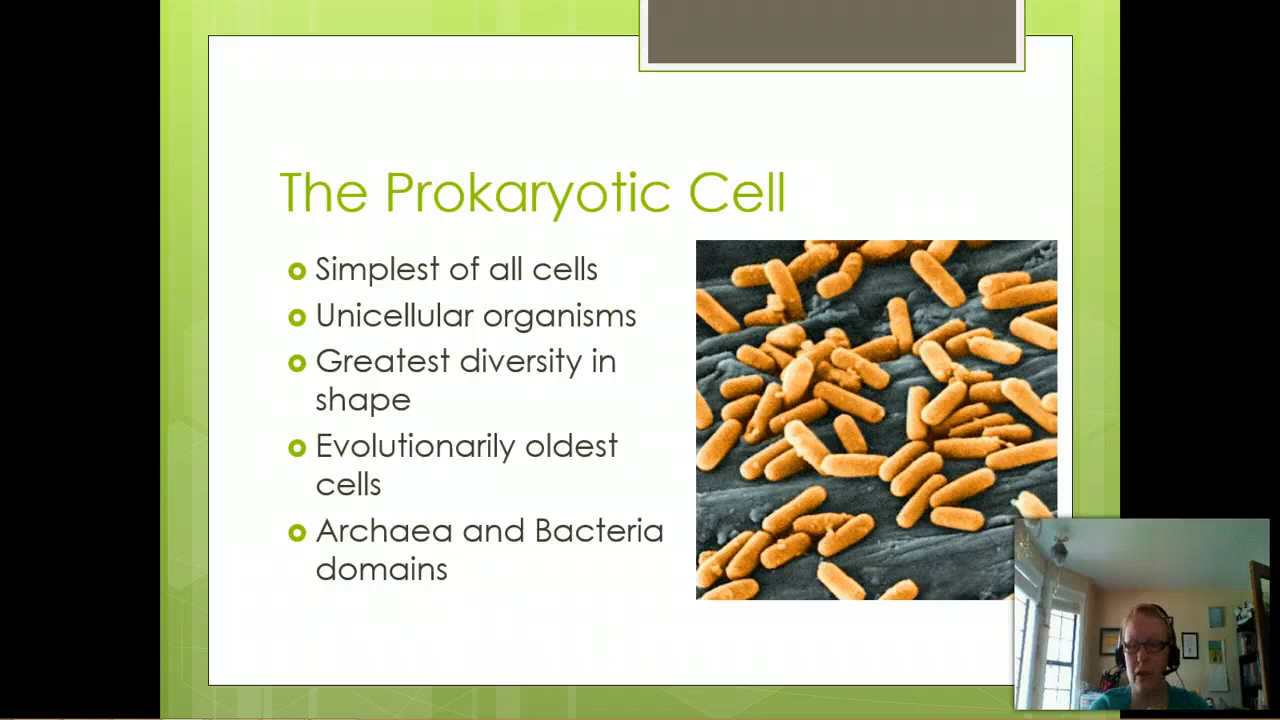 The Prokaryotic Cell
Simplest of all cells
Unicellular organisms
Greatest diversity in
shape
Evolutionarily oldest
cells
Archaea and Bacteria
domains